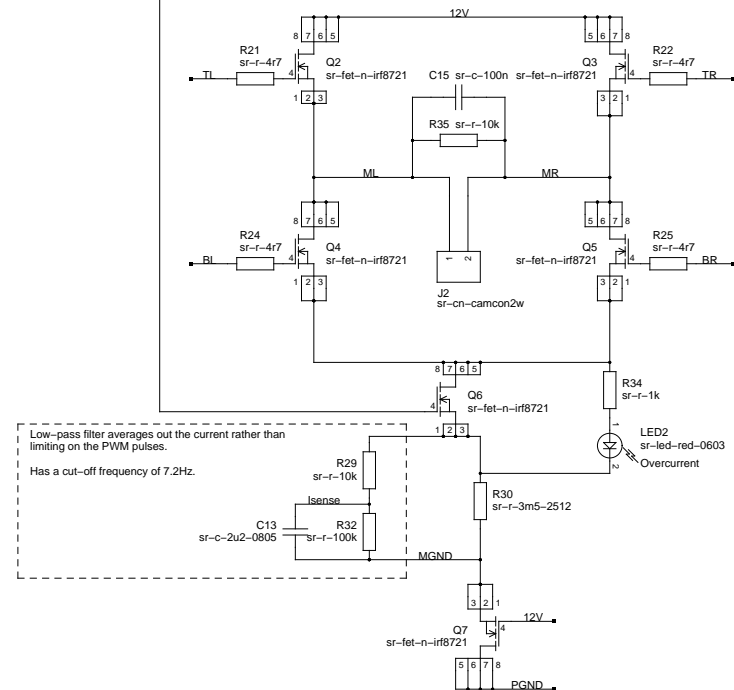 12V
8 7 6 5
5 6 7 8
R21
sr-r-4r7
TL
4
Q2
sr-fet-n-irf8721
1 2 3
Q3
sr-fet-n-irf8721
4
R22
sr-r-4r7
TR
3 2 1
C15 sr-c-100n
R35 sr-r-10k
ML
MR
8 7 6 5
5 6 7 8
R24
sr-r-4r7
BL
4
Q4
sr-fet-n-irf8721
1 2 3
1 2
J2
sr-cn-camcon2w
Q5
sr-fet-n-irf8721
4
R25
sr-r-4r7
BR
3 2 1
8 7 6 5
4
Q6
sr-fet-n-irf8721
1 2 3
R34
sr-r-1k
1
LED2
sr-led-red-0603
2
Overcurrent
Low-pass filter averages out the current rather than
limiting on the PWM pulses.
Has a cut-off frequency of 7.2Hz.
R29
sr-r-10k
Isense
C13
sr-c-2u2-0805
R32
sr-r-100k
R30
sr-r-3m5-2512
MGND
3 2 1
12V
4
Q7
sr-fet-n-irf8721
5 6 7 8
PGND